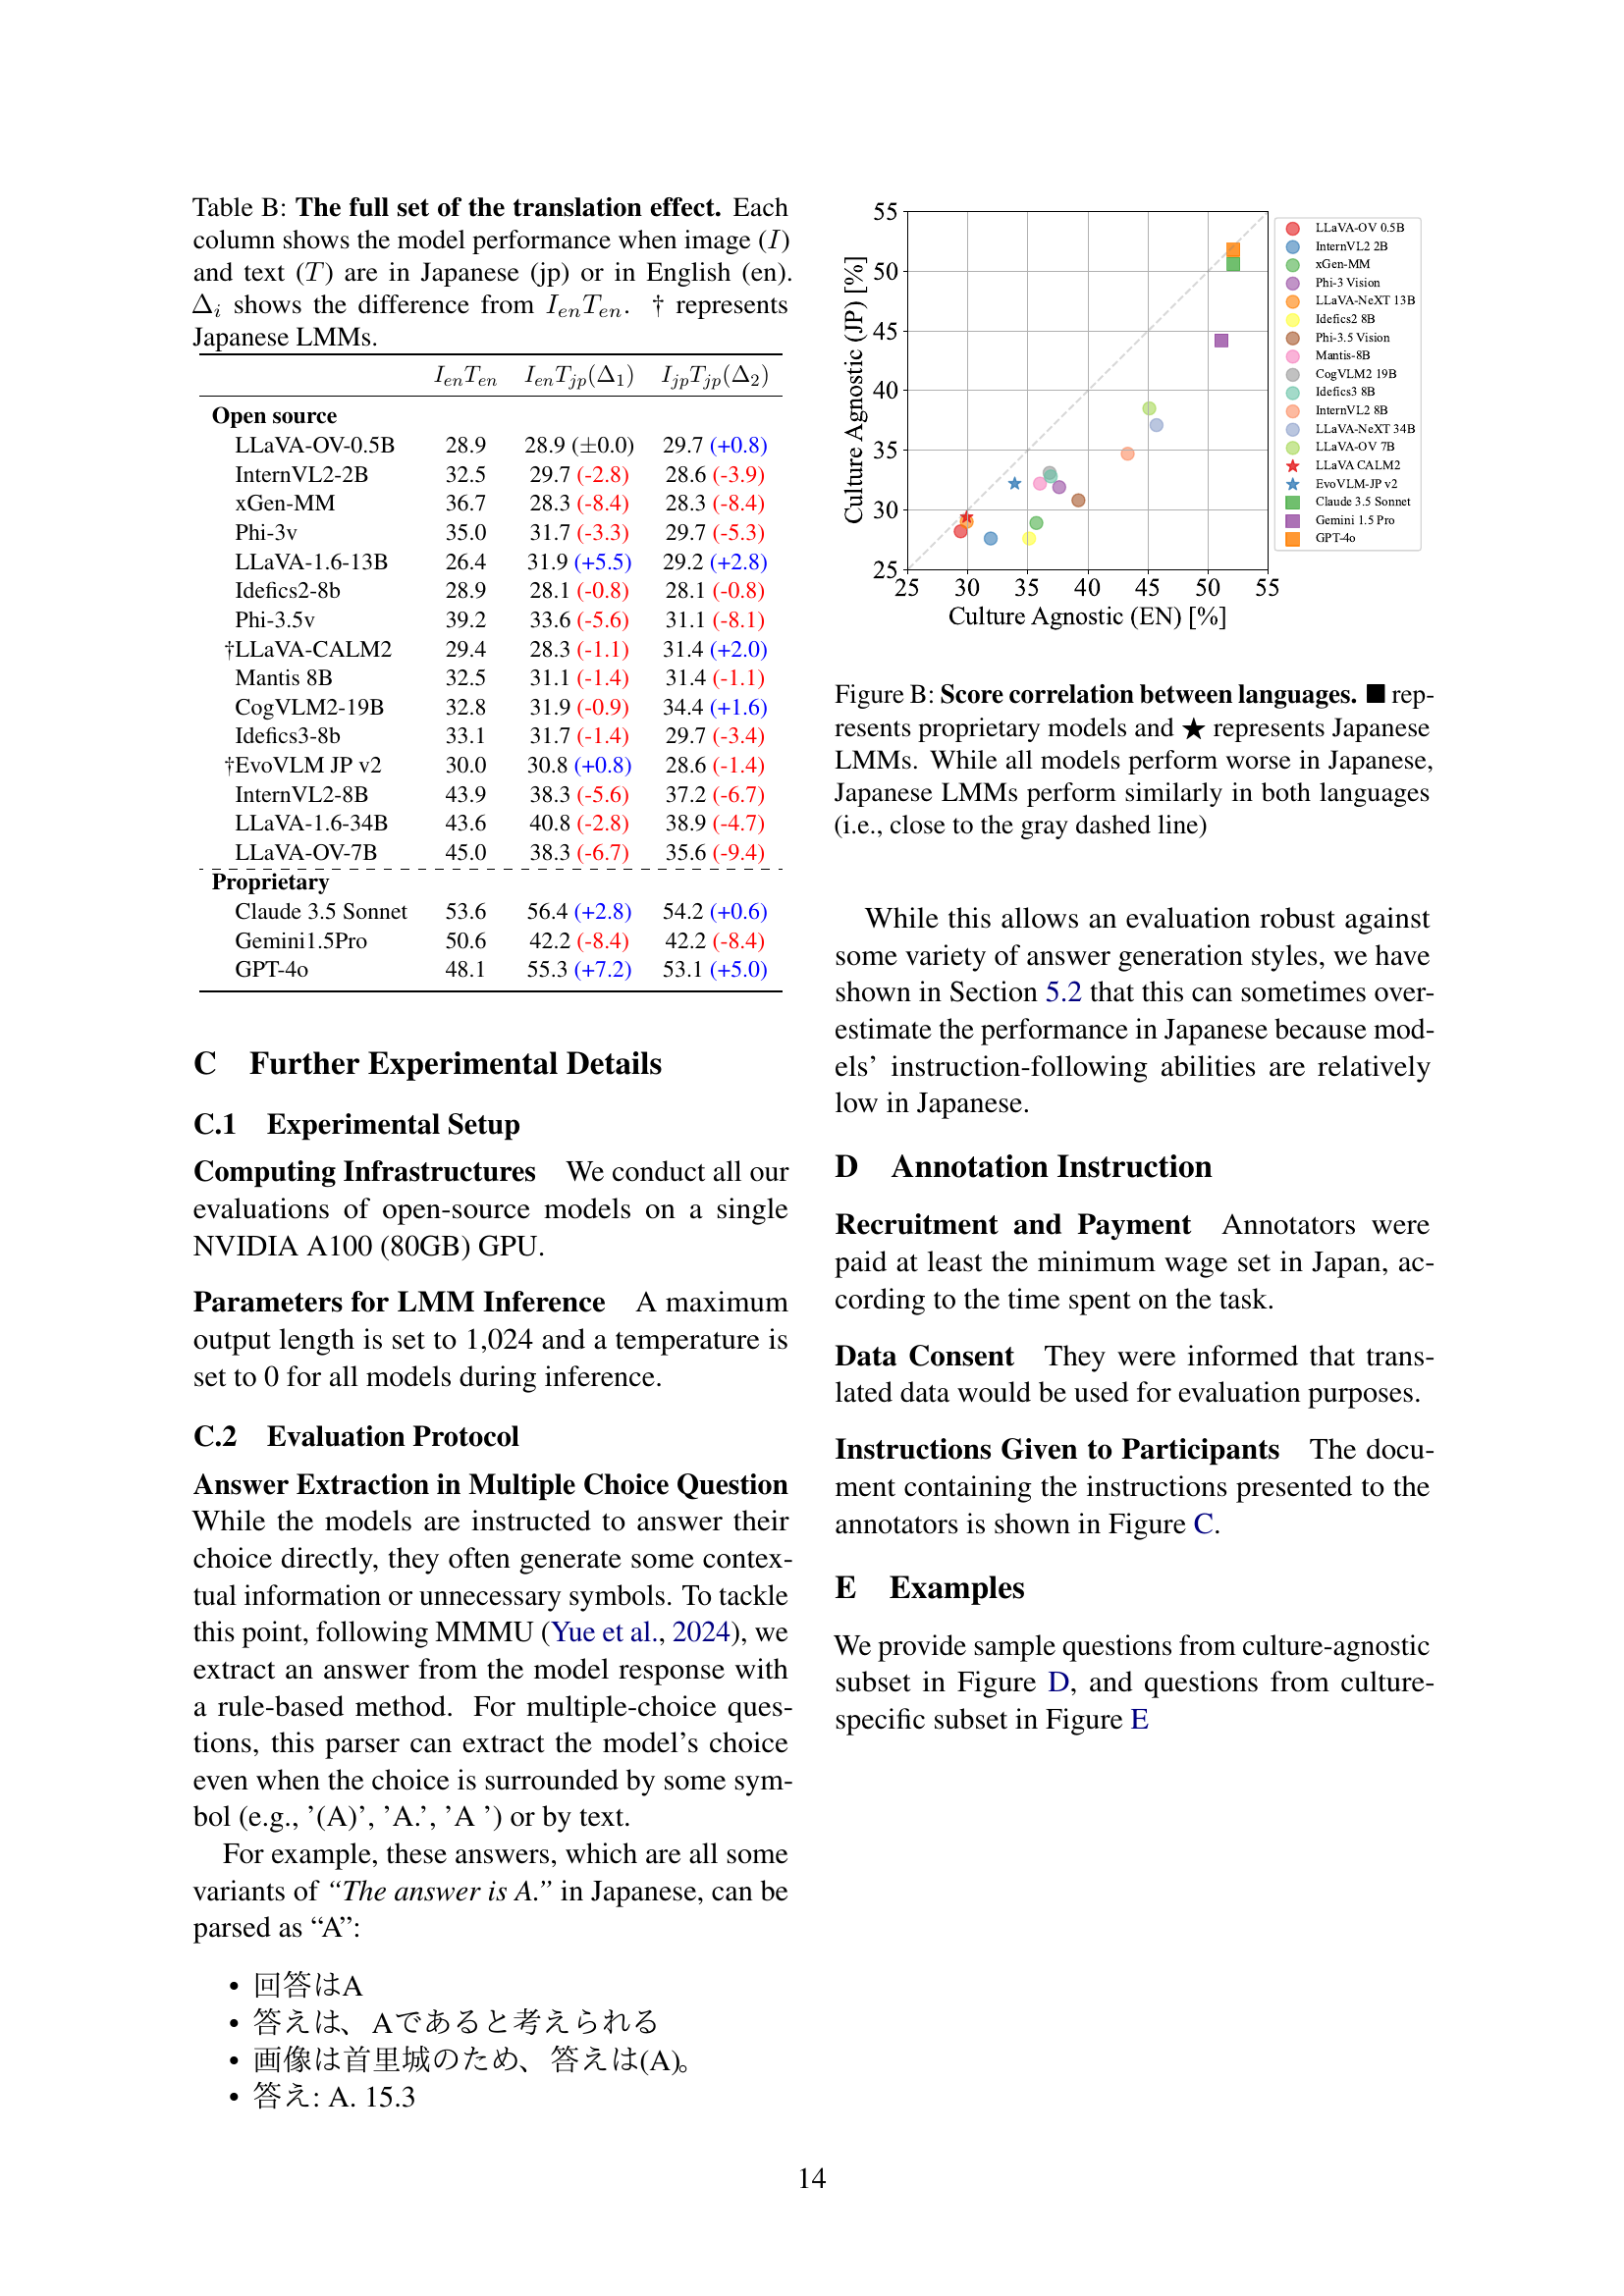 Table B: The full set of the translation effect. Each
column shows the model performance when image (I)
and text (T) are in Japanese (jp) or in English (en).
Δi shows the difference from IenTen. † represents
Japanese LMMs.
IenTen IenTjp(Δ1) IjpTjp(Δ2)
Open source
LLaVA-OV-0.5B 28.9 28.9 (±0.0) 29.7 (+0.8)
InternVL2-2B 32.5 29.7 (-2.8) 28.6 (-3.9)
xGen-MM 36.7 28.3 (-8.4) 28.3 (-8.4)
Phi-3v 35.0 31.7 (-3.3) 29.7 (-5.3)
LLaVA-1.6-13B 26.4 31.9 (+5.5) 29.2 (+2.8)
Idefics2-8b 28.9 28.1 (-0.8) 28.1 (-0.8)
Phi-3.5v 39.2 33.6 (-5.6) 31.1 (-8.1)
†LLaVA-CALM2 29.4 28.3 (-1.1) 31.4 (+2.0)
Mantis 8B 32.5 31.1 (-1.4) 31.4 (-1.1)
CogVLM2-19B 32.8 31.9 (-0.9) 34.4 (+1.6)
Idefics3-8b 33.1 31.7 (-1.4) 29.7 (-3.4)
†EvoVLM JP v2 30.0 30.8 (+0.8) 28.6 (-1.4)
InternVL2-8B 43.9 38.3 (-5.6) 37.2 (-6.7)
LLaVA-1.6-34B 43.6 40.8 (-2.8) 38.9 (-4.7)
LLaVA-OV-7B 45.0 38.3 (-6.7) 35.6 (-9.4)
Proprietary
Claude 3.5 Sonnet 53.6 56.4 (+2.8) 54.2 (+0.6)
Gemini1.5Pro 50.6 42.2 (-8.4) 42.2 (-8.4)
GPT-4o 48.1 55.3 (+7.2) 53.1 (+5.0)
C Further Experimental Details
C.1 Experimental Setup
Computing Infrastructures We conduct all our
evaluations of open-source models on a single
NVIDIA A100 (80GB) GPU.
Parameters for LMM Inference A maximum
output length is set to 1,024 and a temperature is
set to 0 for all models during inference.
C.2 Evaluation Protocol
Answer Extraction in Multiple Choice Question
While the models are instructed to answer their
choice directly, they often generate some contex-
tual information or unnecessary symbols. To tackle
this point, following MMMU (Yue et al., 2024), we
extract an answer from the model response with
a rule-based method. For multiple-choice ques-
tions, this parser can extract the model's choice
even when the choice is surrounded by some sym-
bol (e.g., '(A)', 'A.', 'A ') or by text.
For example, these answers, which are all some
variants of “The answer is A.” in Japanese, can be
parsed as “A”:
• 回答はA
• 答えは、Aであると考えられる
• 画像は首里城のため、答えは(A)。
• 答え: A. 15.3
55
50
45
40
35
30
25
25 30 35 40 45 50 55
Culture Agnostic (JP) [%]
Culture Agnostic (EN) [%]
LLaVA-OV 0.5B
InternVL2 2B
xGen-MM
Phi-3 Vision
LLaVA-NeXT 13B
Idefics2 8B
Phi-3.5 Vision
Mantis-8B
CogVLM2 19B
Idefics3 8B
InternVL2 8B
LLaVA-NeXT 34B
LLaVA-OV 7B
LLaVA CALM2
EvoVLM-JP v2
Claude 3.5 Sonnet
Gemini 1.5 Pro
GPT-4o
Figure B: Score correlation between languages. ■ rep-
resents proprietary models and ★ represents Japanese
LMMs. While all models perform worse in Japanese,
Japanese LMMs perform similarly in both languages
(i.e., close to the gray dashed line)
While this allows an evaluation robust against
some variety of answer generation styles, we have
shown in Section 5.2 that this can sometimes over-
estimate the performance in Japanese because mod-
els' instruction-following abilities are relatively
low in Japanese.
D Annotation Instruction
Recruitment and Payment Annotators were
paid at least the minimum wage set in Japan, ac-
cording to the time spent on the task.
Data Consent They were informed that trans-
lated data would be used for evaluation purposes.
Instructions Given to Participants The docu-
ment containing the instructions presented to the
annotators is shown in Figure C.
E Examples
We provide sample questions from culture-agnostic
subset in Figure D, and questions from culture-
specific subset in Figure E
14